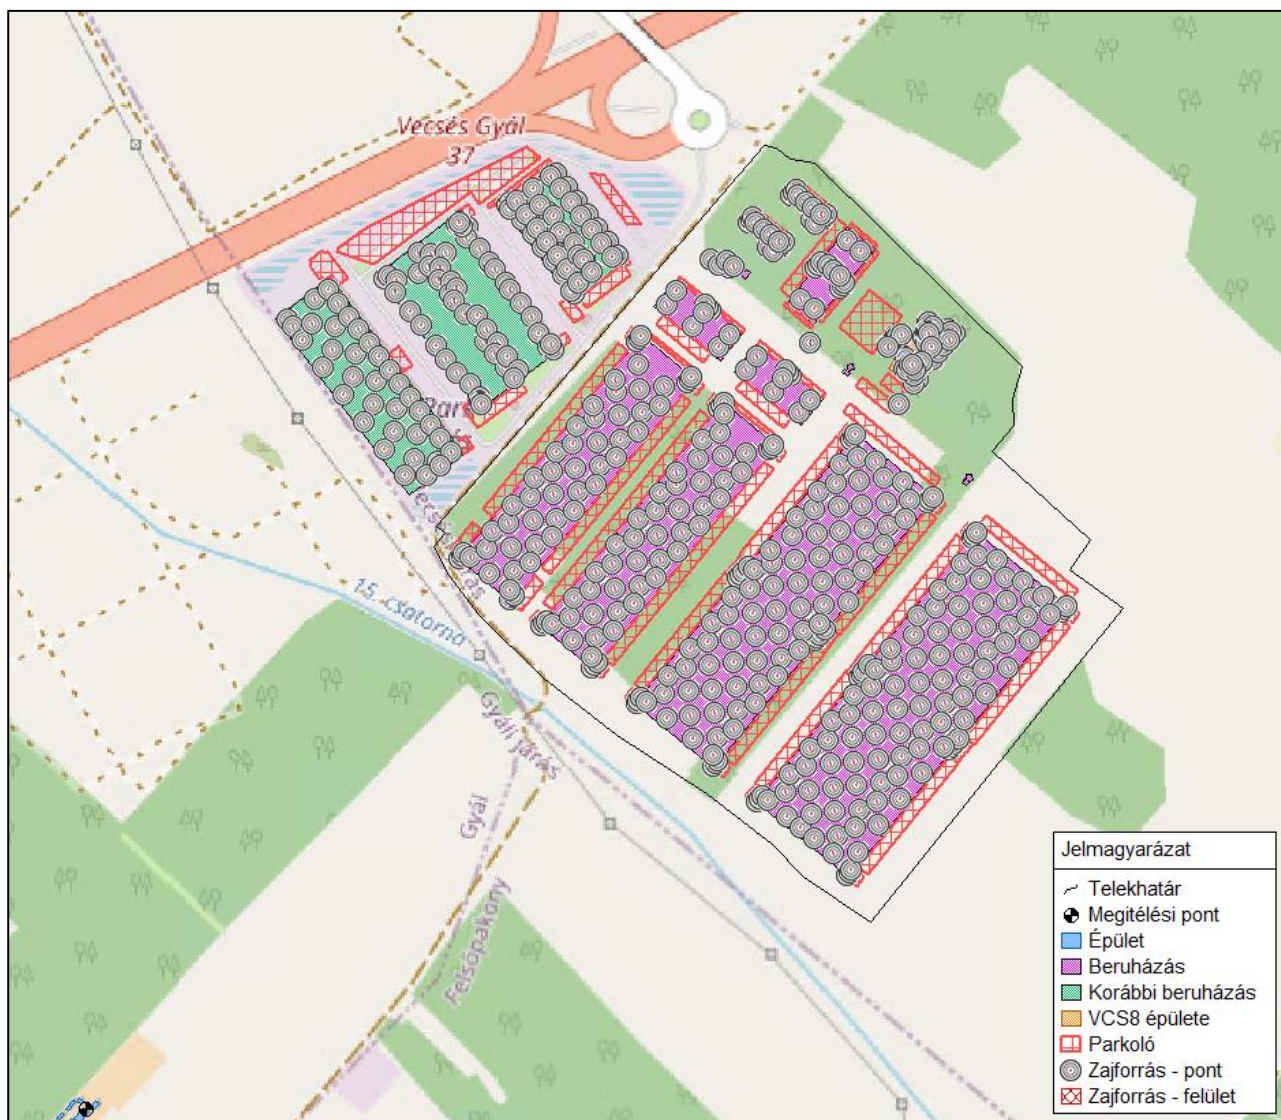 Vecsés Gyál
37
15. csatorna
Gyáli járás
Gyál
Felsőpakony
Jelmagyarázat
Telekhatár
Megitélési pont
Épület
Beruházás
Korábbi beruházás
VCS8 épülete
Parkoló
Zajforrás - pont
Zajforrás - felület